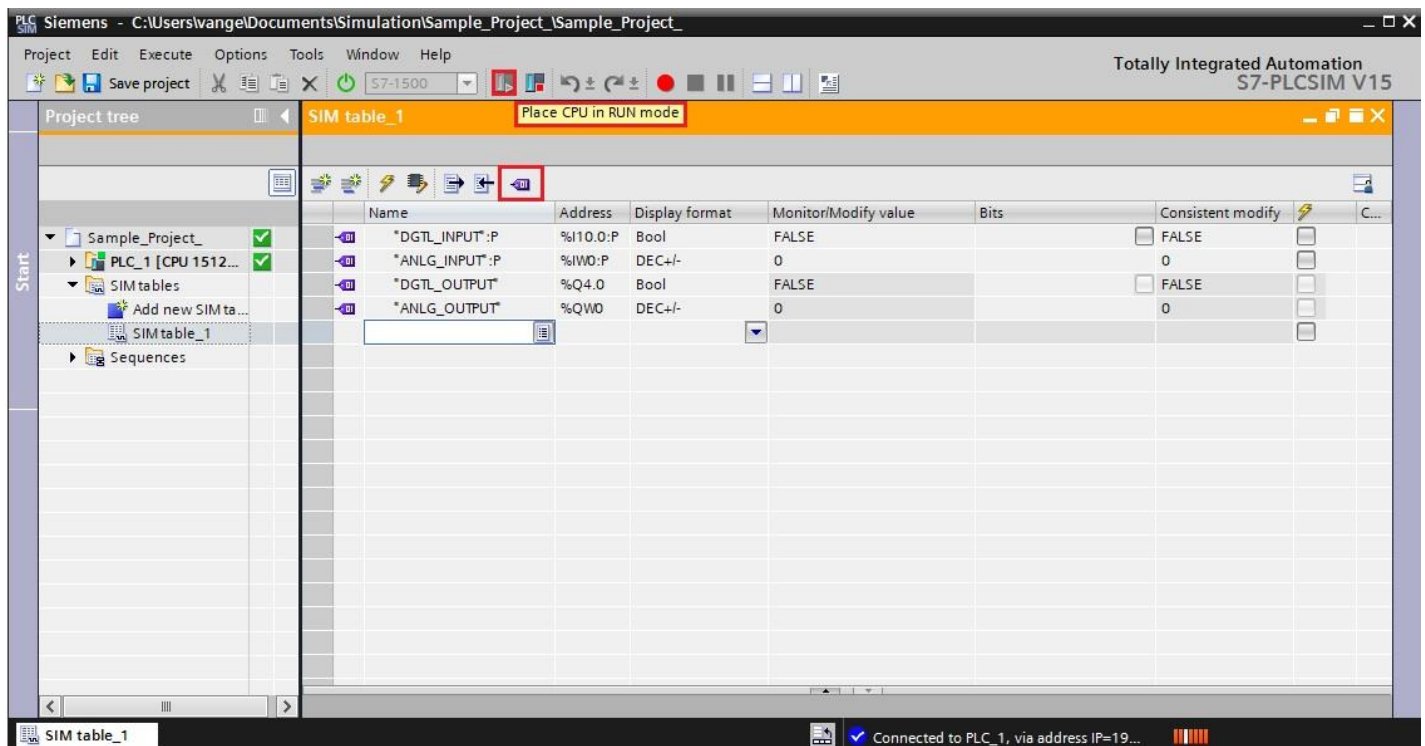 PLC SIM Siemens - C:\Users\vange\Documents\Simulation\Sample_Project_\Sample_Project_
Project Edit Execute Options Tools Window Help
Totally Integrated Automation
S7-PLCSIM V15
Save project S7-1500
Place CPU in RUN mode
Project tree
SIM table_1
Start
Name Address Display format Monitor/Modify value Bits Consistent modify C...
Sample_Project_
PLC_1 [CPU 1512...
SIM tables
Add new SIM ta...
SIM table_1
Sequences
"DGTL_INPUT":P %I10.0:P Bool FALSE FALSE
"ANLG_INPUT":P %IW0:P DEC+/- 0 0
"DGTL_OUTPUT" %Q4.0 Bool FALSE FALSE
"ANLG_OUTPUT" %QW0 DEC+/- 0 0
SIM table_1
Connected to PLC_1, via address IP=19...